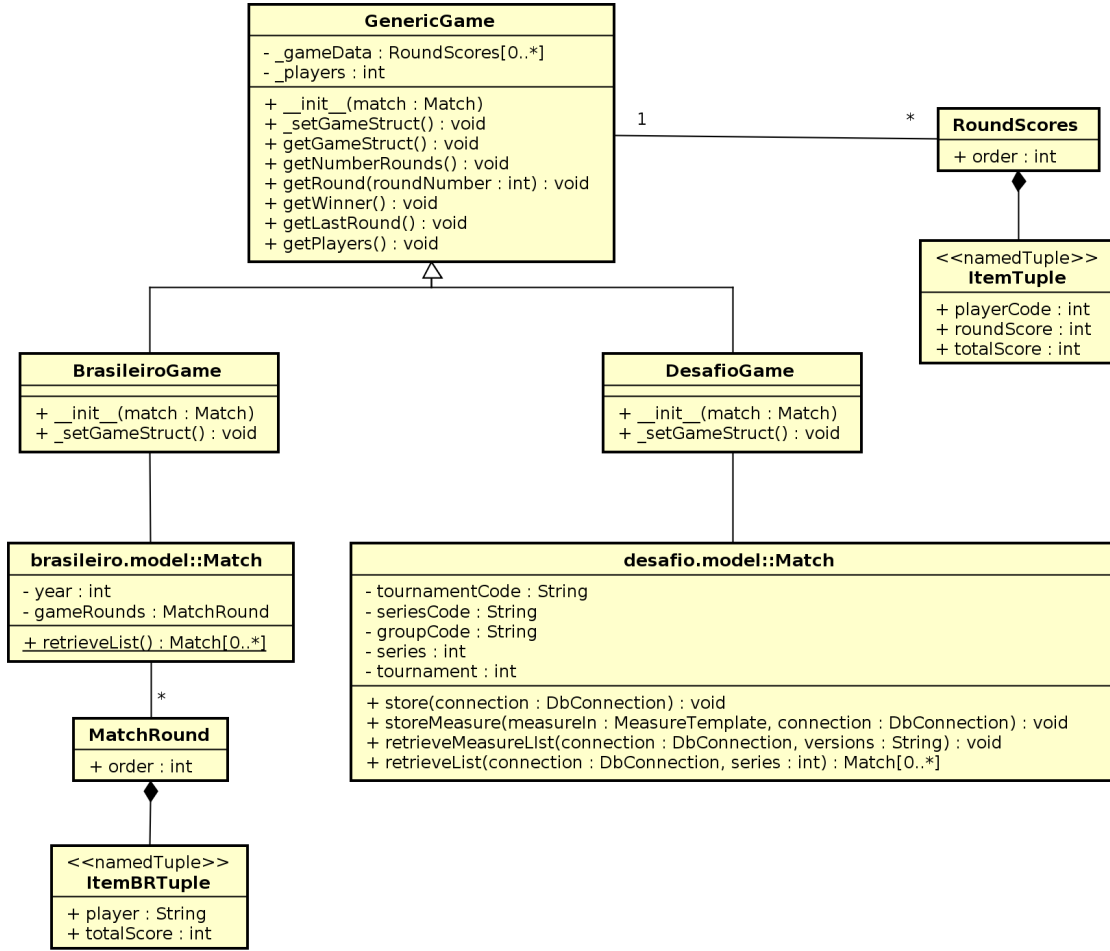 GenericGame
- _gameData : RoundScores[0..*]
- _players : int
+ __init__(match : Match)
+ _setGameStruct() : void
+ getGameStruct() : void
+ getNumberRounds() : void
+ getRound(roundNumber : int) : void
+ getWinner() : void
+ getLastRound() : void
+ getPlayers() : void
1
*
RoundScores
+ order : int
<<namedTuple>>
ItemTuple
+ playerCode : int
+ roundScore : int
+ totalScore : int
BrasileiroGame
+ __init__(match : Match)
+ _setGameStruct() : void
DesafioGame
+ __init__(match : Match)
+ _setGameStruct() : void
brasileiro.model::Match
- year : int
- gameRounds : MatchRound
+ retrieveList() : Match[0..*]
*
MatchRound
+ order : int
<<namedTuple>>
ItemBRTuple
+ player : String
+ totalScore : int
desafio.model::Match
- tournamentCode : String
- seriesCode : String
- groupCode : String
- series : int
- tournament : int
+ store(connection : DbConnection) : void
+ storeMeasure(measureIn : MeasureTemplate, connection : DbConnection) : void
+ retrieveMeasureLIst(connection : DbConnection, versions : String) : void
+ retrieveList(connection : DbConnection, series : int) : Match[0..*]